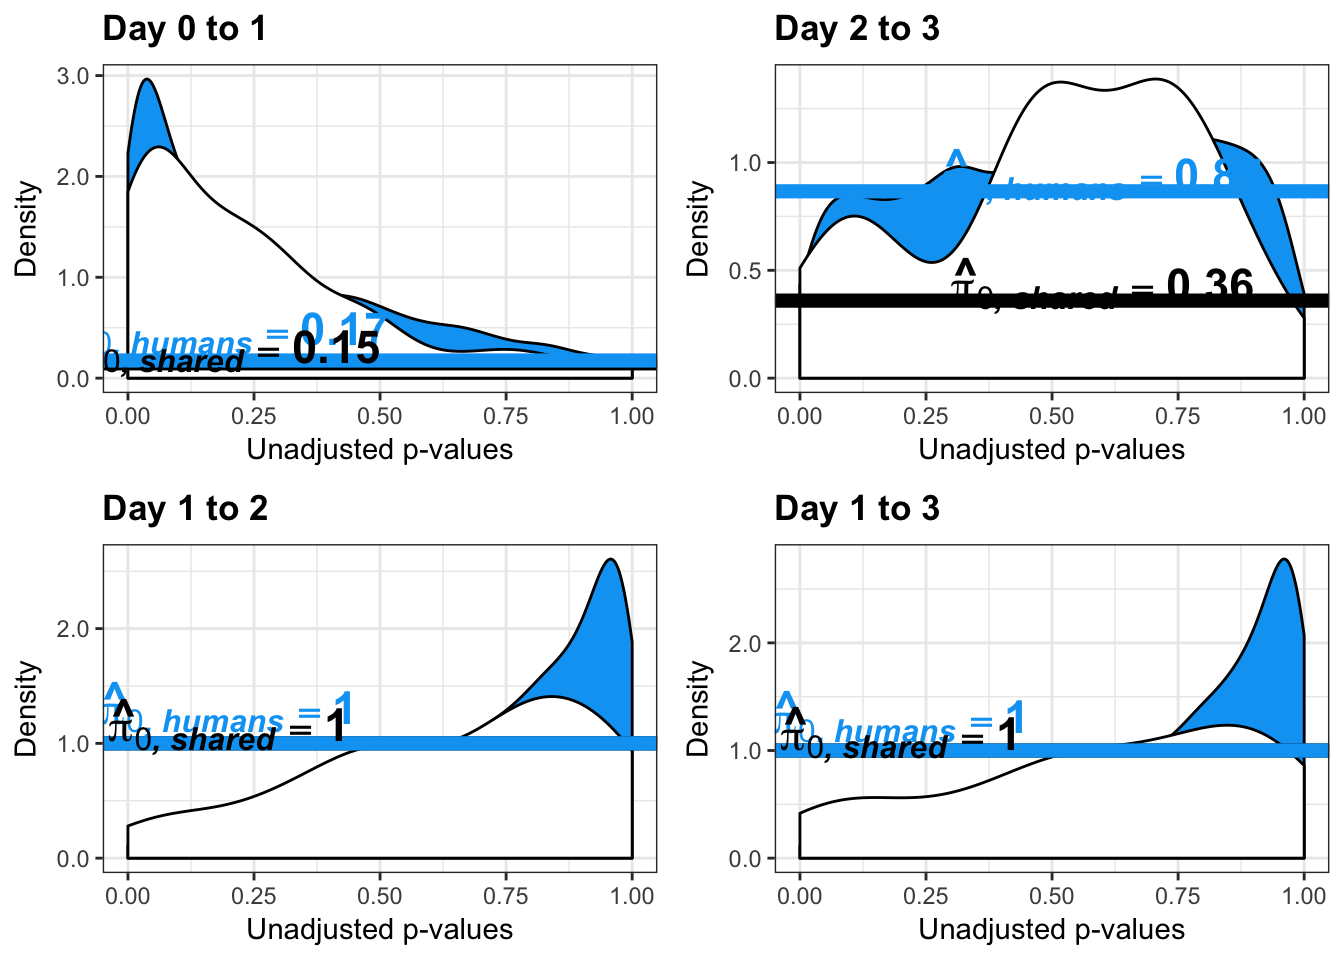 Day 0 to 1
Density
3.0
2.0
1.0
0.0
0, humans = 0.17
0, shared = 0.15
0.00 0.25 0.50 0.75 1.00
Unadjusted p-values
Day 2 to 3
Density
1.0
0.5
0.0
, humans = 0.8
π̂0, shared = 0.36
0.00 0.25 0.50 0.75 1.00
Unadjusted p-values
Day 1 to 2
Density
2.0
1.0
0.0
π̂0, humans = 1
π̂0, shared = 1
0.00 0.25 0.50 0.75 1.00
Unadjusted p-values
Day 1 to 3
Density
2.0
1.0
0.0
π̂0, humans = 1
π̂0, shared = 1
0.00 0.25 0.50 0.75 1.00
Unadjusted p-values